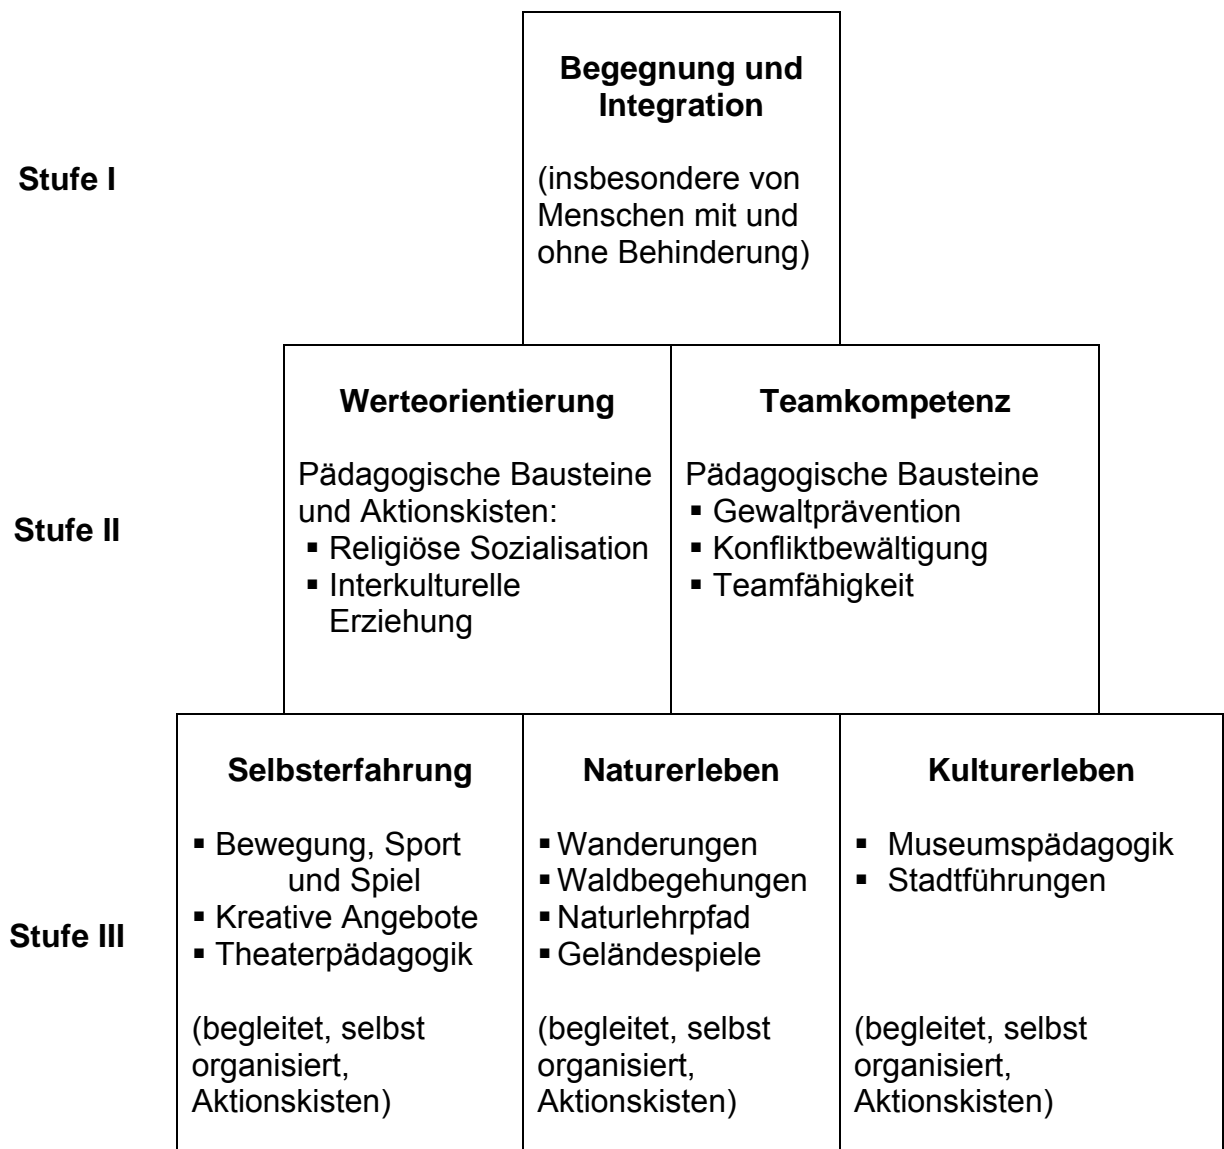 Begegnung und
Integration
Stufe I
(insbesondere von
Menschen mit und
ohne Behinderung)
Werteorientierung
Pädagogische Bausteine
und Aktionskisten:
▪ Religiöse Sozialisation
▪ Interkulturelle
Erziehung
Teamkompetenz
Pädagogische Bausteine
▪ Gewaltprävention
▪ Konfliktbewältigung
▪ Teamfähigkeit
Stufe II
Selbsterfahrung
▪ Bewegung, Sport
und Spiel
▪ Kreative Angebote
▪ Theaterpädagogik
(begleitet, selbst
organisiert,
Aktionskisten)
Naturerleben
▪ Wanderungen
▪ Waldbegehungen
▪ Naturlehrpfad
▪ Geländespiele
(begleitet, selbst
organisiert,
Aktionskisten)
Kulturerleben
▪ Museumspädagogik
▪ Stadtführungen
(begleitet, selbst
organisiert,
Aktionskisten)
Stufe III